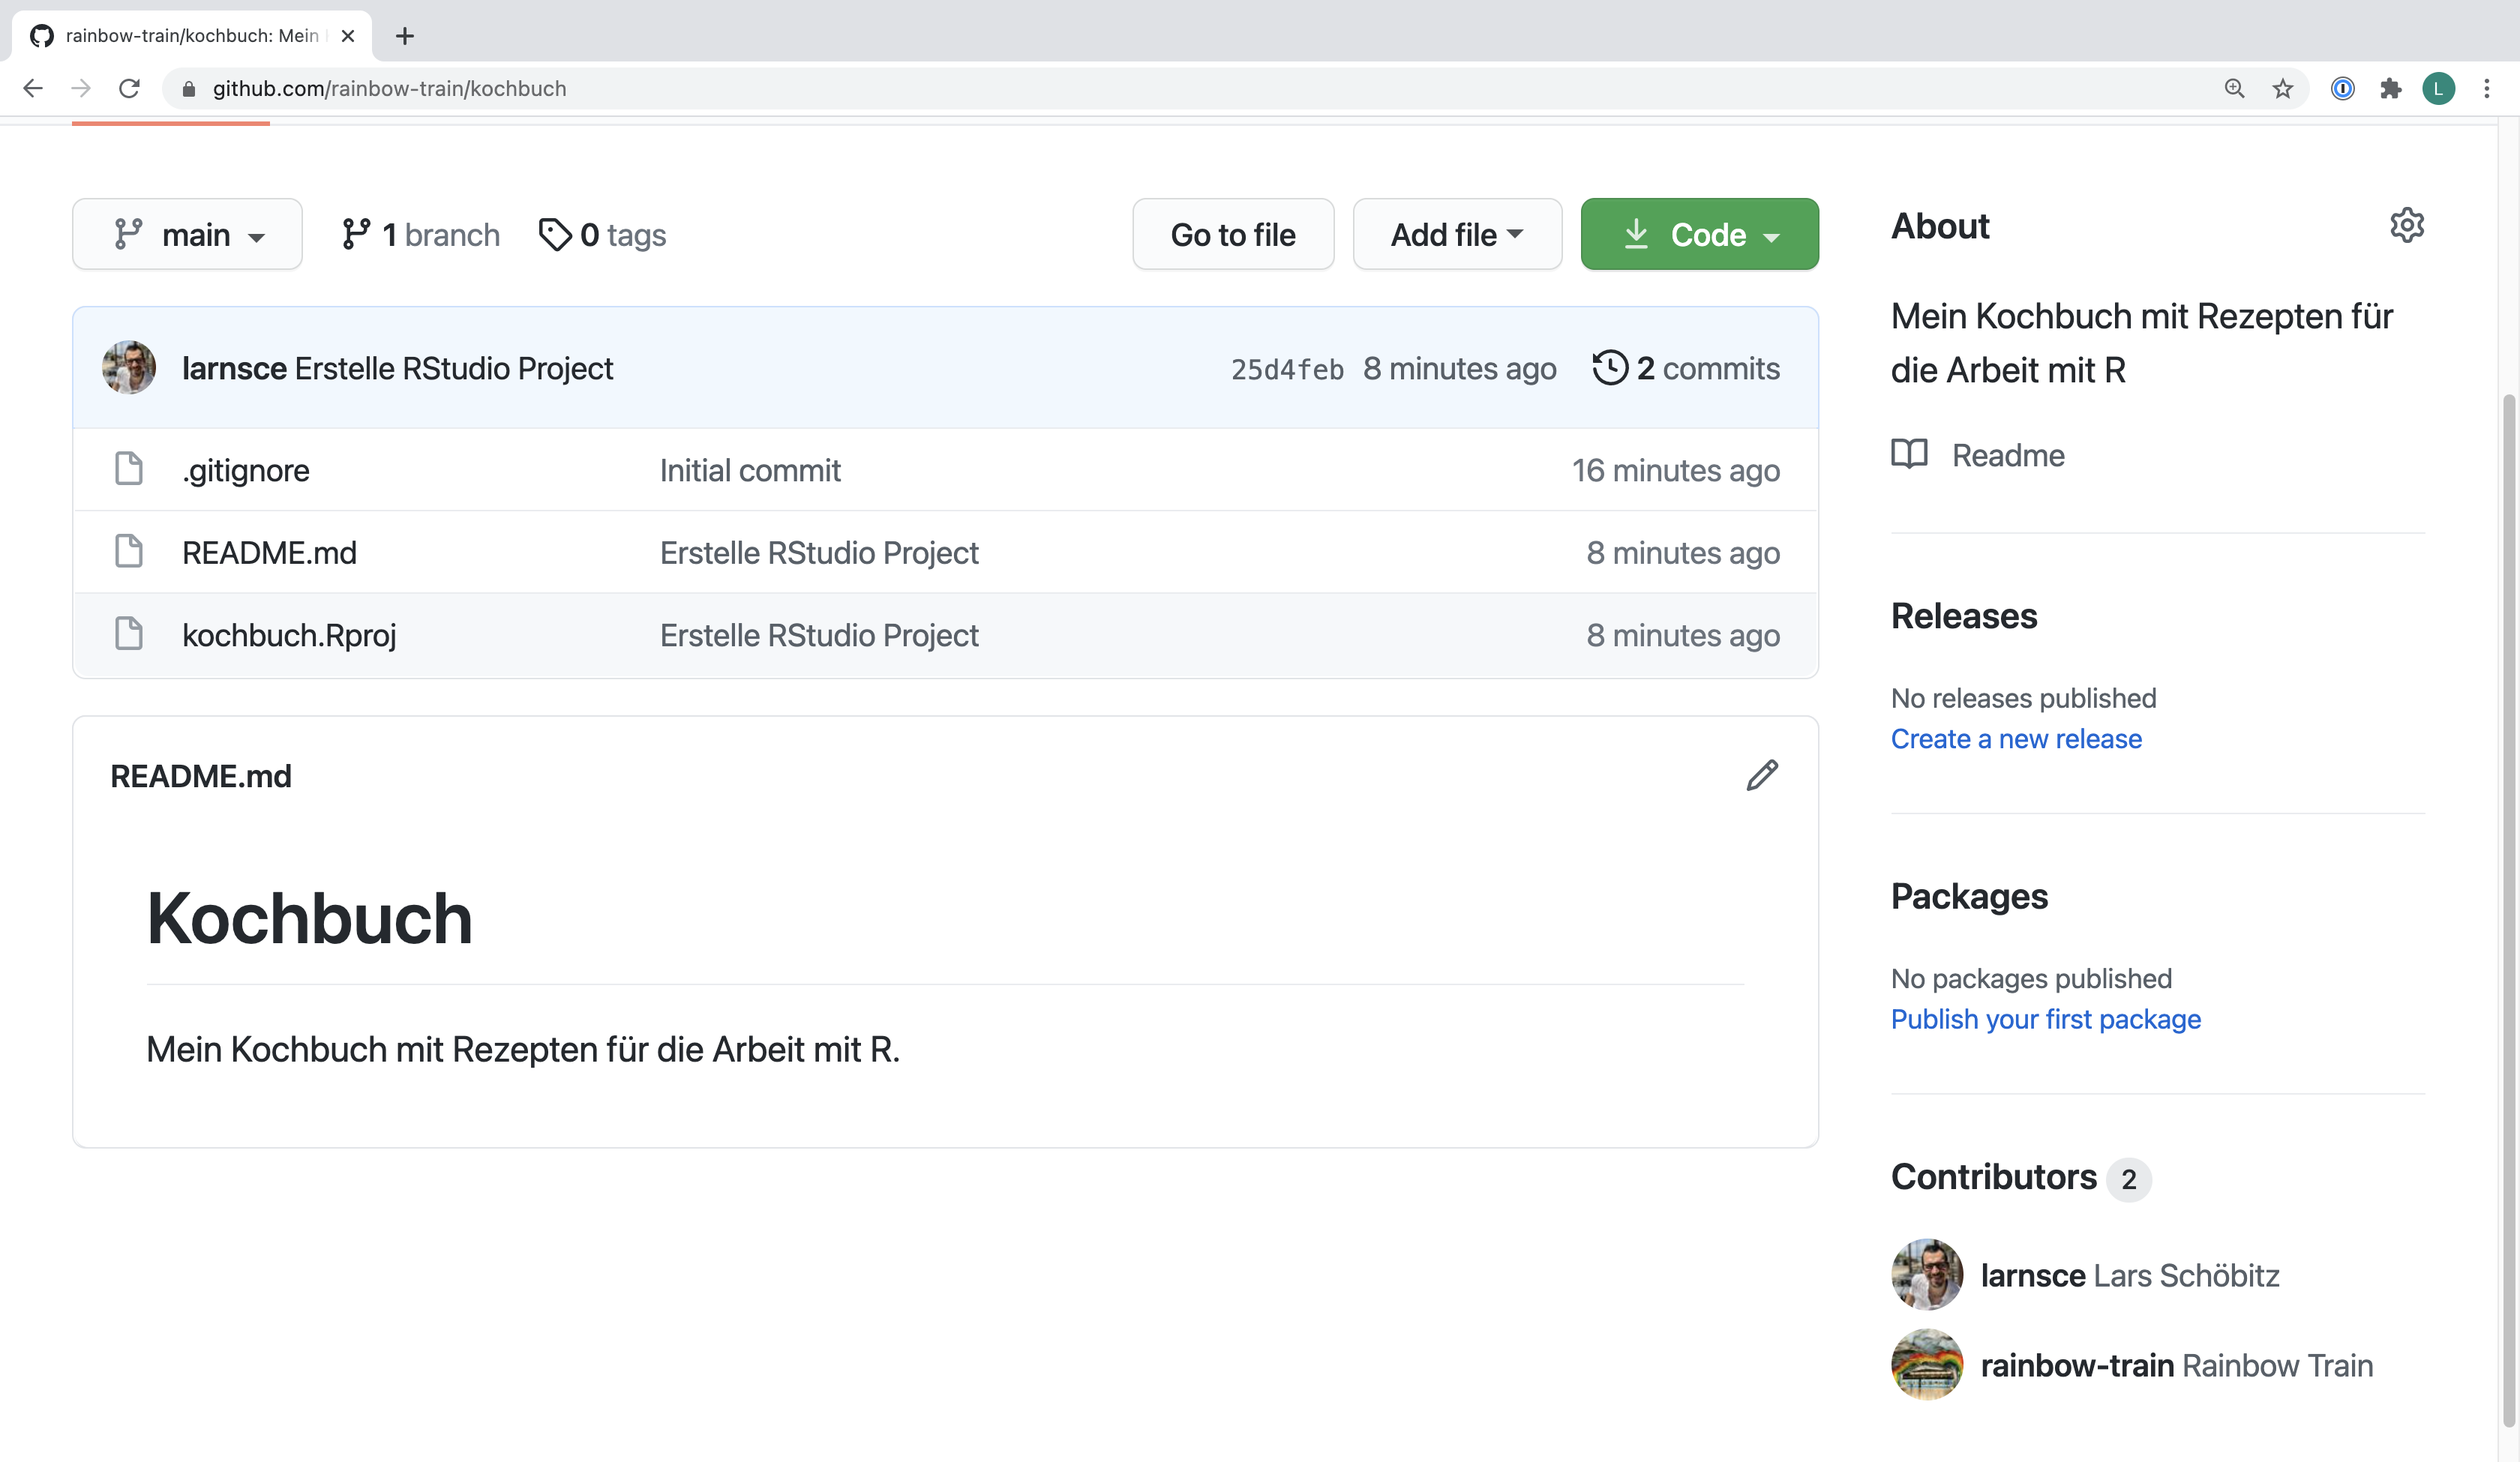 rainbow-train/kochbuch: Mein
github.com/rainbow-train/kochbuch
L
main
1 branch
0 tags
Go to file
Add file
Code
larnsce Erstelle RStudio Project
25d4feb 8 minutes ago
2 commits
.gitignore Initial commit 16 minutes ago
README.md Erstelle RStudio Project 8 minutes ago
kochbuch.Rproj Erstelle RStudio Project 8 minutes ago
README.md
Kochbuch
Mein Kochbuch mit Rezepten für die Arbeit mit R.
About
Mein Kochbuch mit Rezepten für
die Arbeit mit R
Readme
Releases
No releases published
Create a new release
Packages
No packages published
Publish your first package
Contributors 2
larnsce Lars Schöbitz
rainbow-train Rainbow Train